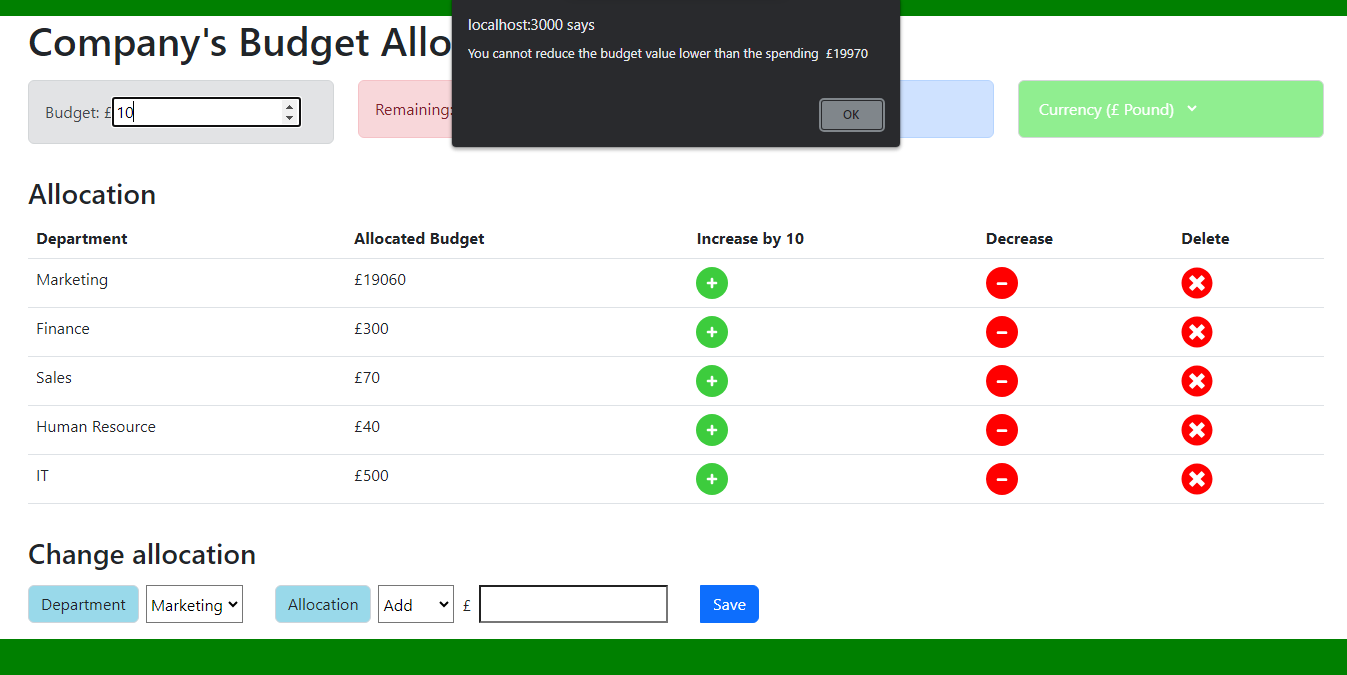 localhost:3000 says
You cannot reduce the budget value lower than the spending £19970
OK
Company's Budget Allo
Budget: £ 10
Remaining:
Currency (£ Pound)
Allocation
Department Allocated Budget Increase by 10 Decrease Delete
Marketing £19060
Finance £300
Sales £70
Human Resource £40
IT £500
Change allocation
Department Marketing Allocation Add £ Save